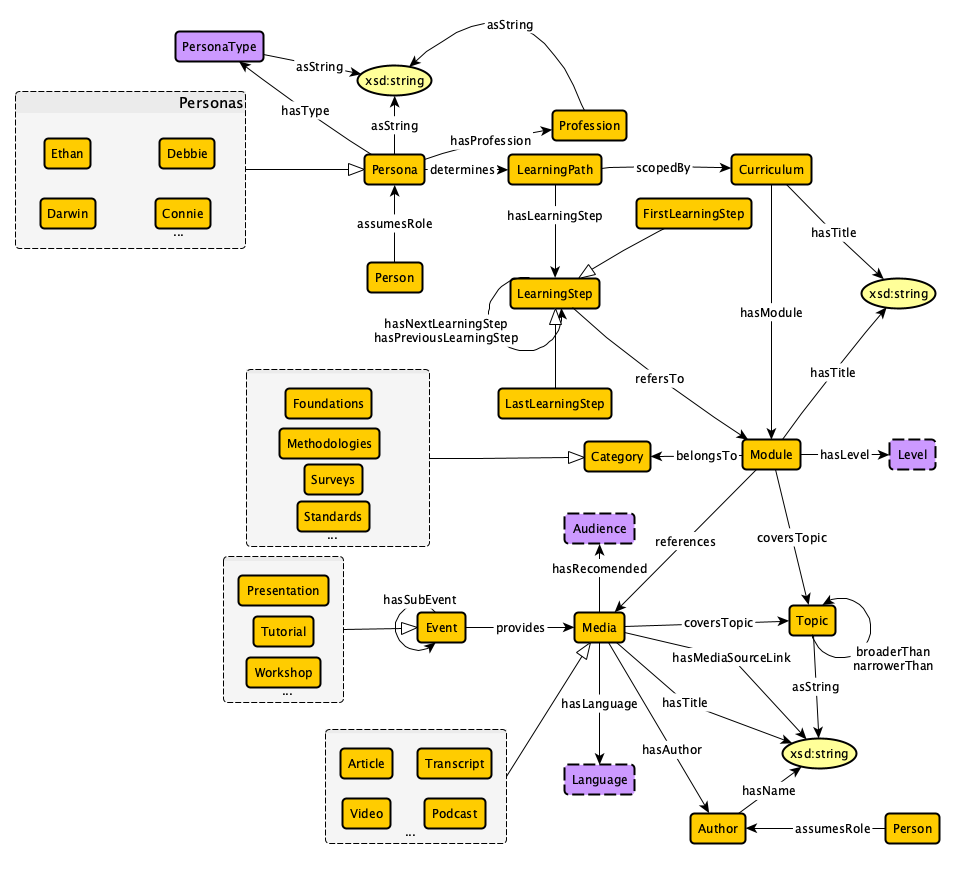 asString
PersonaType
asString
xsd:string
Personas
hasType
asString
Profession
hasProfession
Ethan
Debbie
Persona
determines
LearningPath
scopedBy
Curriculum
Darwin
Connie
...
assumesRole
hasLearningStep
FirstLearningStep
hasTitle
Person
LearningStep
xsd:string
hasModule
hasNextLearningStep
hasPreviousLearningStep
refersTo
hasTitle
Foundations
LastLearningStep
Methodologies
Category
belongsTo
Module
hasLevel
Level
Surveys
Standards
...
Audience
references
coversTopic
hasRecomended
Presentation
hasSubEvent
Tutorial
Event
provides
Media
coversTopic
Topic
broaderThan
narrowerThan
Workshop
...
hasMediaSourceLink
asString
hasLanguage
hasTitle
hasAuthor
xsd:string
Article
Transcript
Language
hasName
Video
Podcast
...
Author
assumesRole
Person